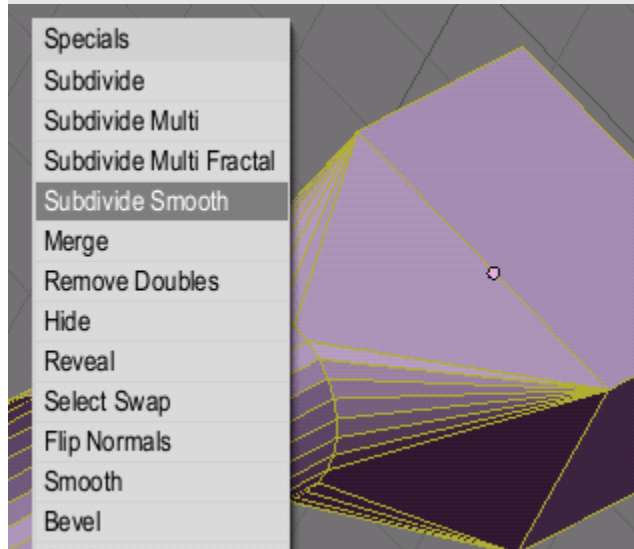 Specials
Subdivide
Subdivide Multi
Subdivide Multi Fractal
Subdivide Smooth
Merge
Remove Doubles
Hide
Reveal
Select Swap
Flip Normals
Smooth
Bevel